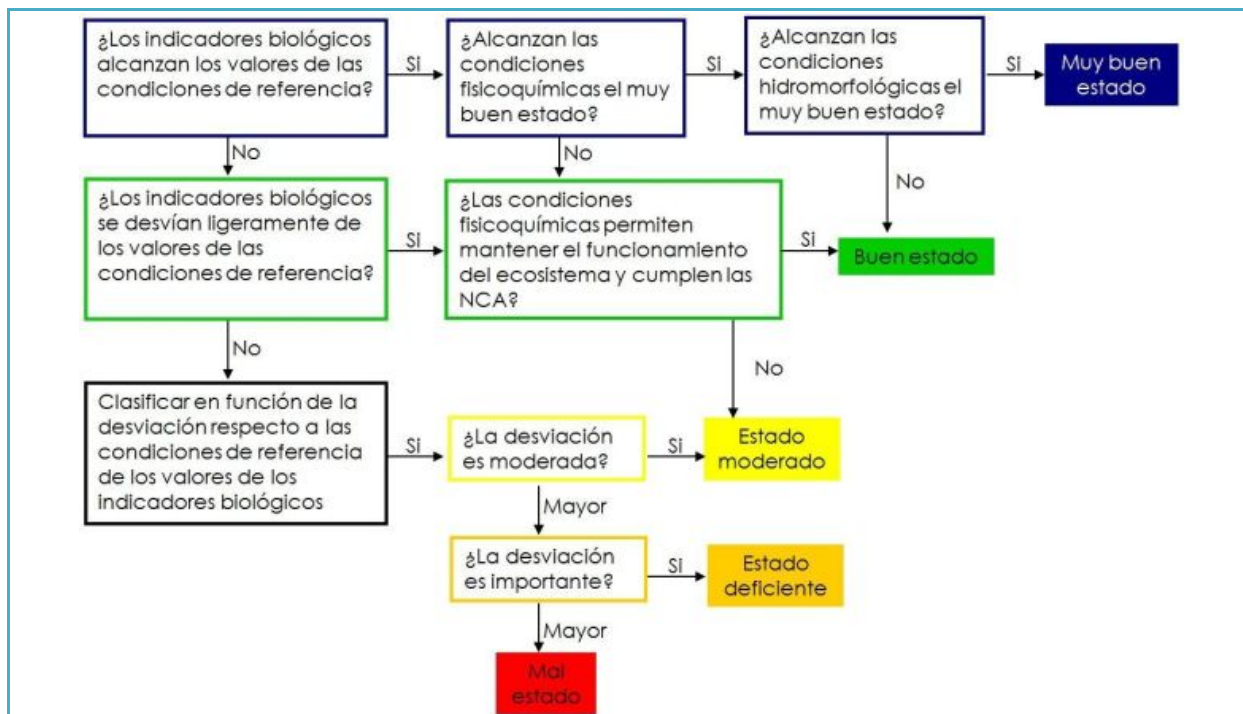 ¿Los indicadores biológicos
alcanzan los valores de las
condiciones de referencia?
Si
¿Alcanzan las
condiciones
fisicoquímicas el muy
buen estado?
Si
¿Alcanzan las
condiciones
hidromorfológicas el
muy buen estado?
Si
Muy buen
estado
No
No
No
¿Los indicadores biológicos
se desvían ligeramente de
los valores de las
condiciones de referencia?
Si
¿Las condiciones
fisicoquímicas permiten
mantener el funcionamiento
del ecosistema y cumplen las
NCA?
Si
Buen estado
No
No
Clasificar en función de la
desviación respecto a las
condiciones de referencia
de los valores de los
indicadores biológicos
Si
¿La desviación
es moderada?
Si
Estado
moderado
Mayor
¿La desviación
es importante?
Si
Estado
deficiente
Mayor
Mal
estado